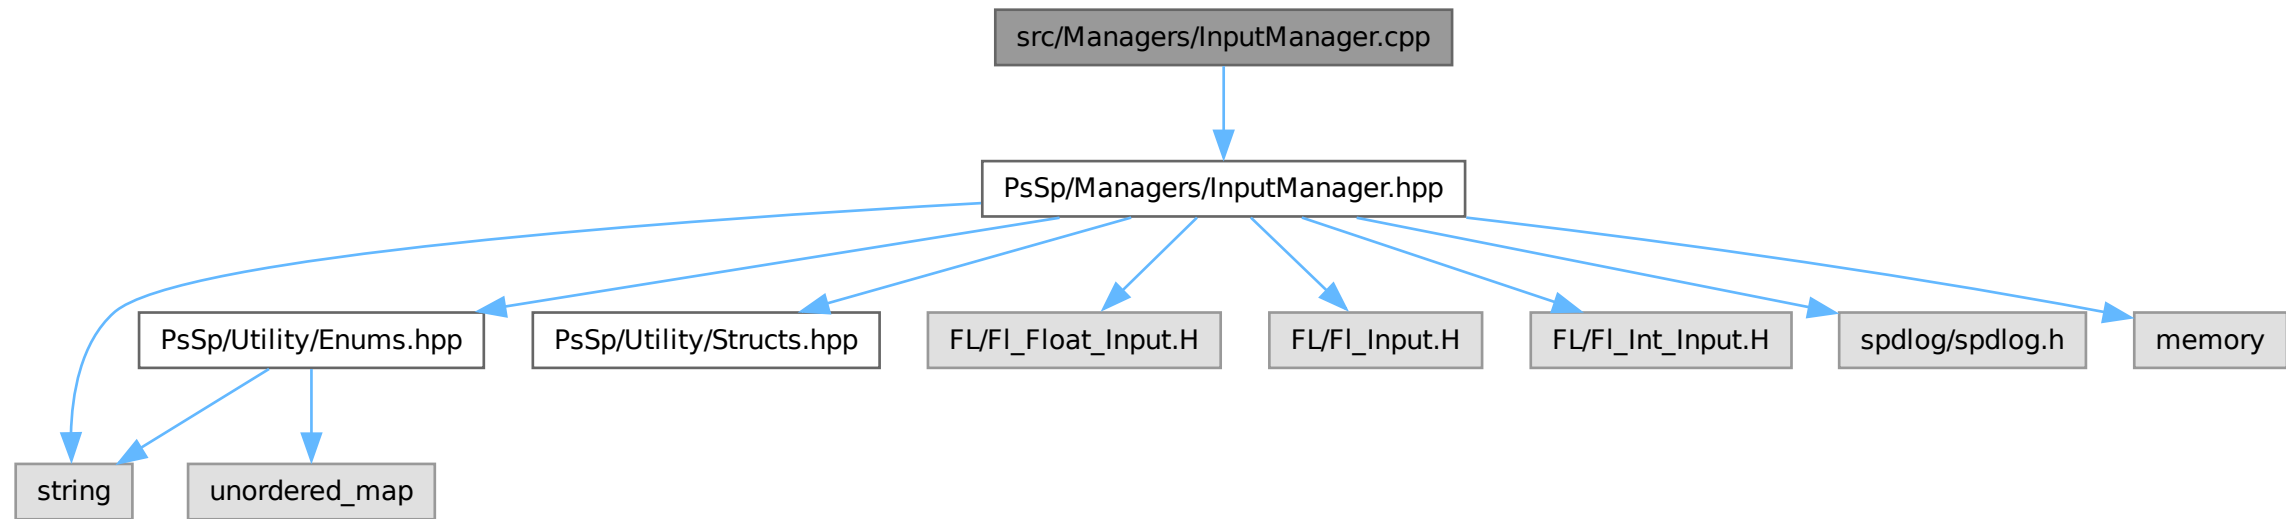 src/Managers/InputManager.cpp
PsSp/Managers/InputManager.hpp
PsSp/Utility/Enums.hpp
PsSp/Utility/Structs.hpp
FL/Fl_Float_Input.H
FL/Fl_Input.H
FL/Fl_Int_Input.H
spdlog/spdlog.h
memory
string
unordered_map